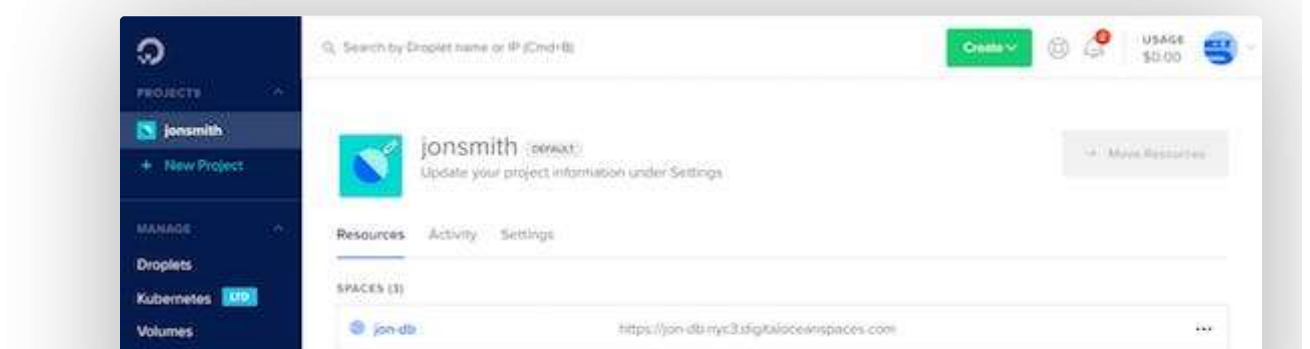 Search by Droplet name or IP (Cmd+B)
Create
2
USAGE
$0.00
PROJECTS
jonsmith
+ New Project
MANAGE
Droplets
Kubernetes LTD
Volumes
jonsmith DEFAULT
Update your project information under Settings
→ Move Resources
Resources Activity Settings
SPACES (3)
jon-db https://jon-db.nyc3.digitaloceanspaces.com ...